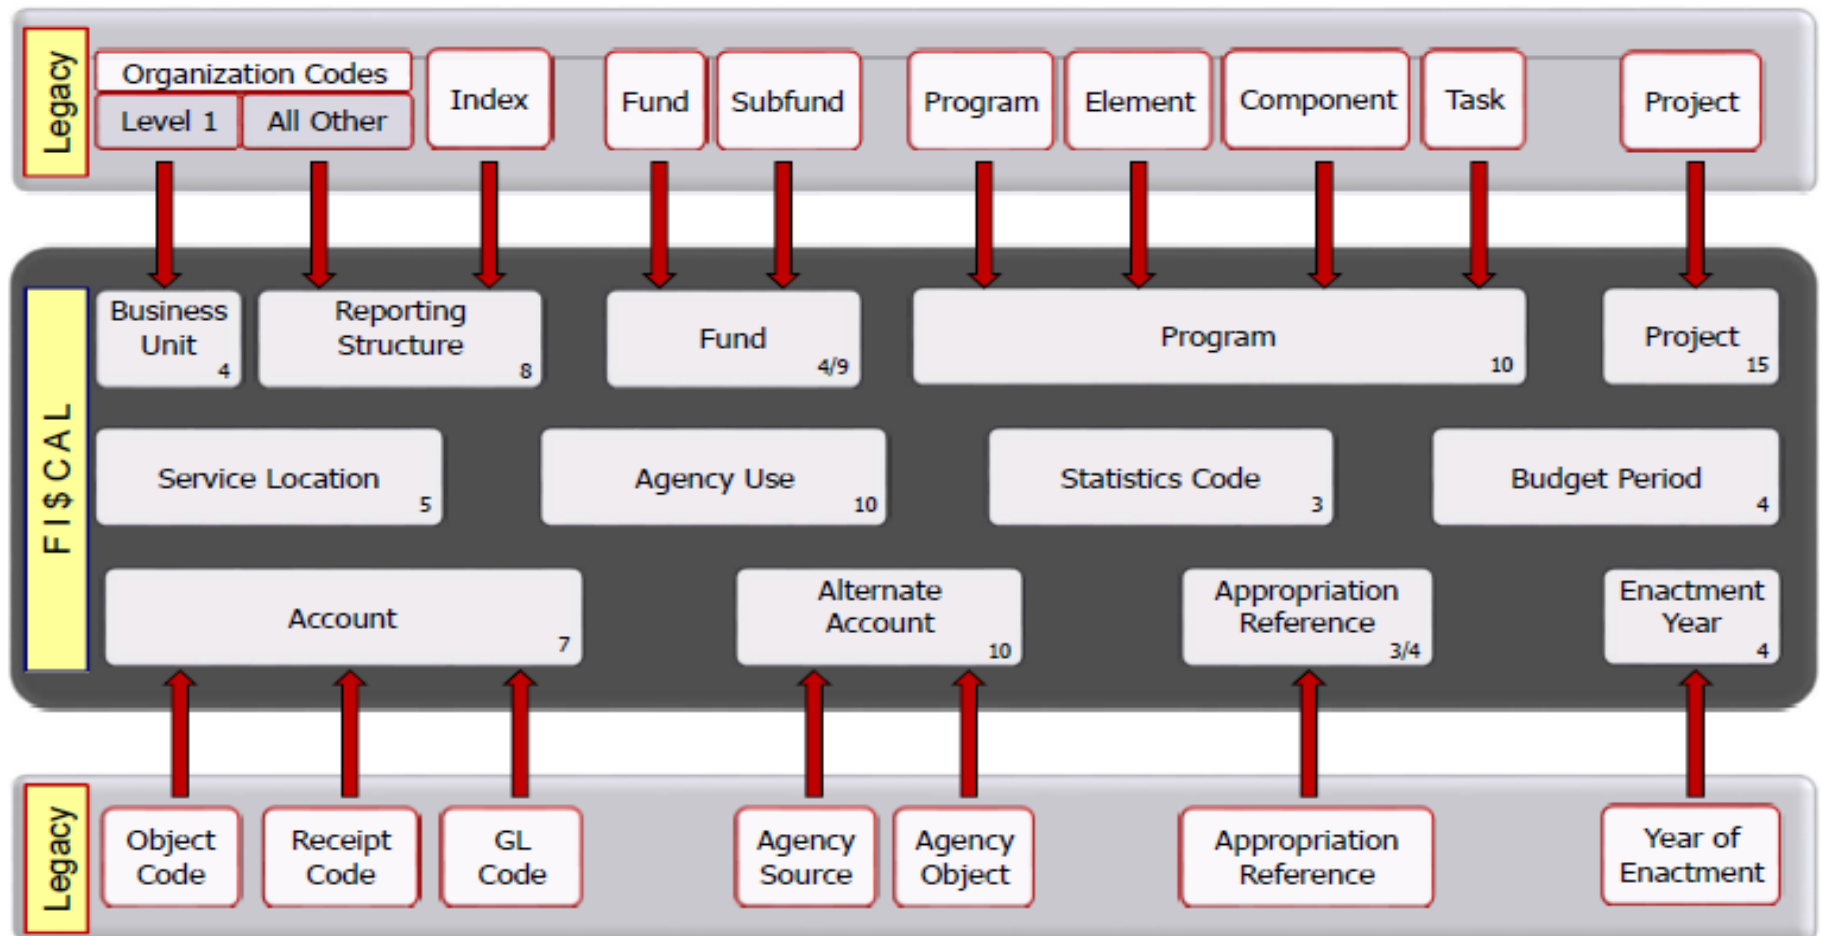 Legacy
Organization Codes
Level 1
All Other
Index
Fund
Subfund
Program
Element
Component
Task
Project
FI$CAL
Business
Unit
4
Reporting
Structure
8
Fund
4/9
Program
10
Project
15
Service Location
5
Agency Use
10
Statistics Code
3
Budget Period
4
Account
7
Alternate
Account
10
Appropriation
Reference
3/4
Enactment
Year
4
Legacy
Object
Code
Receipt
Code
GL
Code
Agency
Source
Agency
Object
Appropriation
Reference
Year of
Enactment